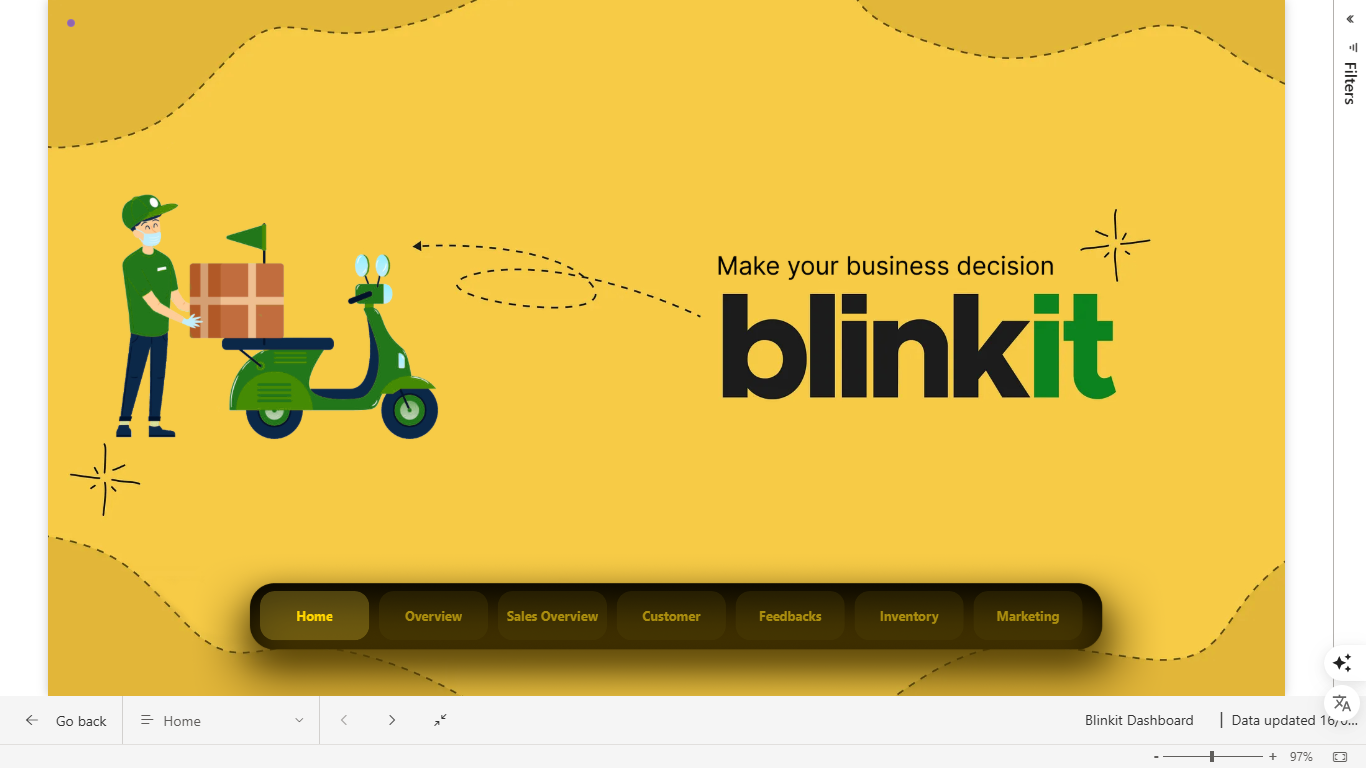 Filters
Make your business decision
blinkit
Home
Overview
Sales Overview
Customer
Feedbacks
Inventory
Marketing
Go back
Home
Blinkit Dashboard
| Data updated 16/
97%